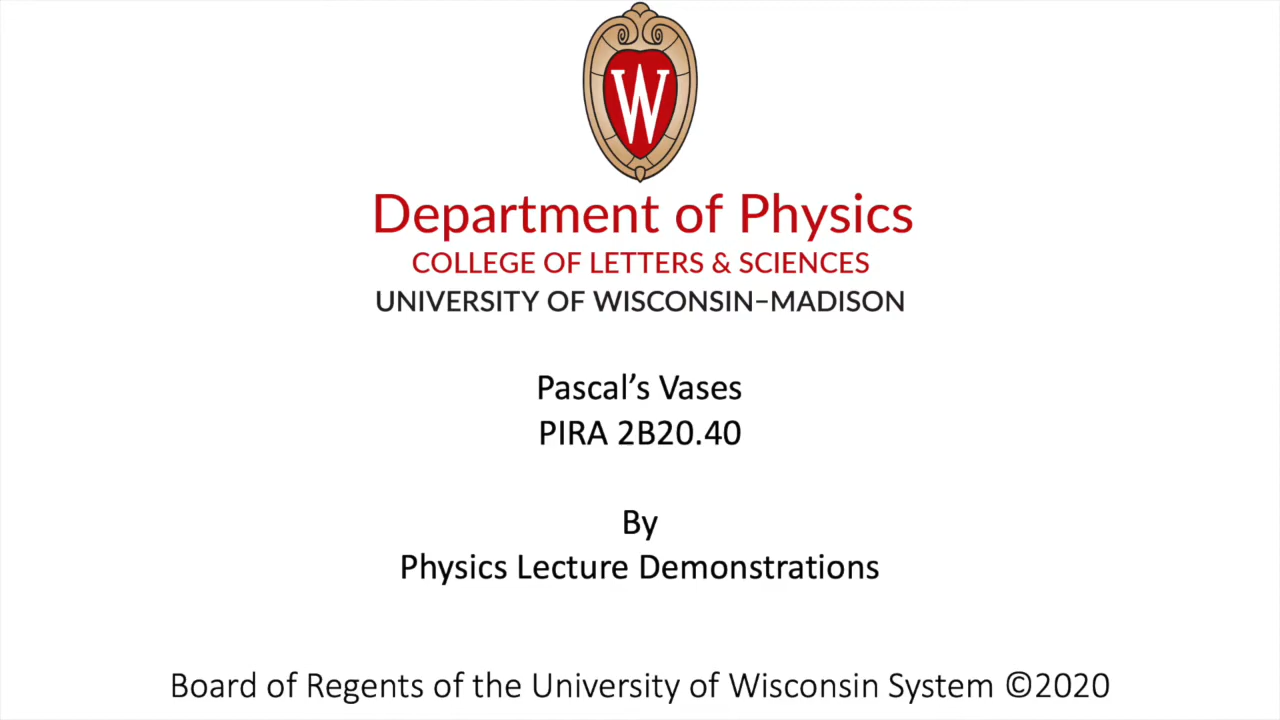 W
Department of Physics
COLLEGE OF LETTERS & SCIENCES
UNIVERSITY OF WISCONSIN–MADISON
Pascal’s Vases
PIRA 2B20.40
By
Physics Lecture Demonstrations
Board of Regents of the University of Wisconsin System ©2020